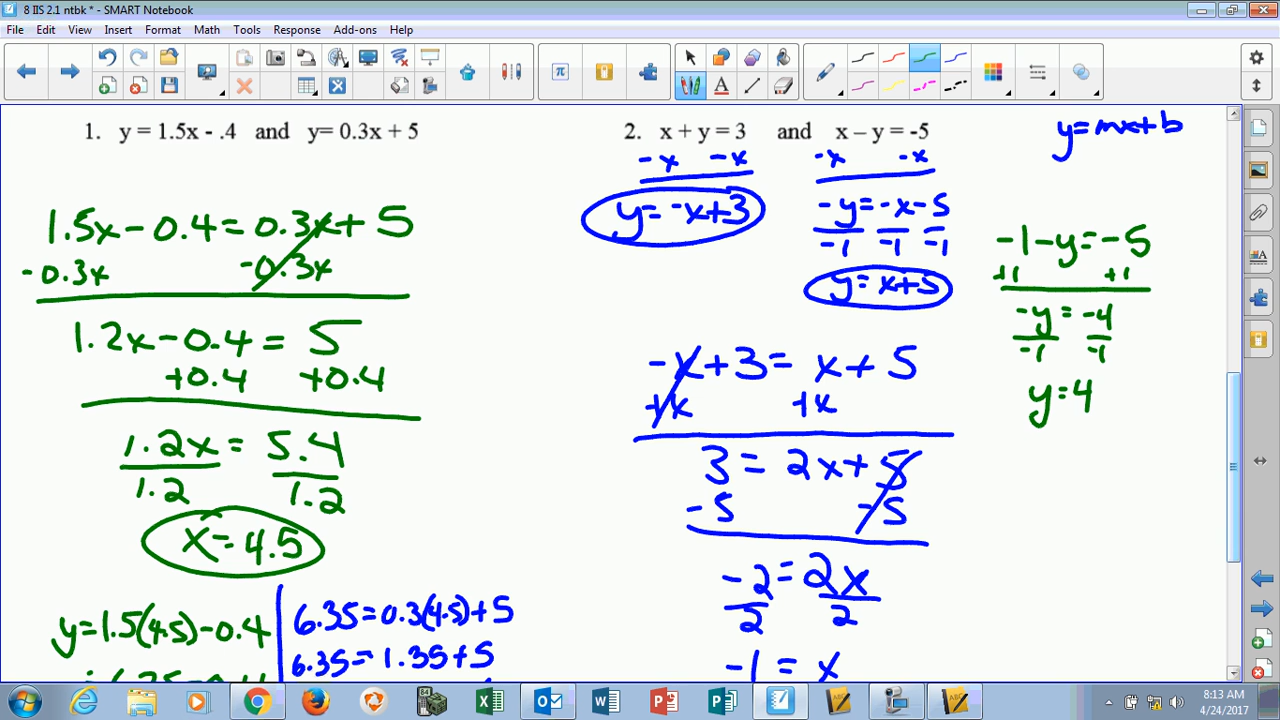 8 IIS 2.1 ntbk * - SMART Notebook
File Edit View Insert Format Math Tools Response Add-ons Help
1. y = 1.5x - .4 and y= 0.3x + 5
1.5x - 0.4 = 0.3x + 5
-0.3x -0.3x
1.2x - 0.4 = 5
+0.4 +0.4
1.2x = 5.4
1.2 1.2
x = 4.5
y = 1.5(4.5) - 0.4
6.35 = 0.3(4.5) + 5
6.35 = 1.35 + 5
2. x + y = 3 and x – y = -5
-x -x -x -x
y = -x + 3
-y = -x - 5
-1 -1 -1
y = x + 5
-x + 3 = x + 5
+x +x
3 = 2x + 5
-5 -5
-2 = 2x
2 2
-1 = x
y = mx + b
-1 - y = -5
+1 +1
-y = -4
-1 -1
y = 4
8:13 AM
4/24/2017